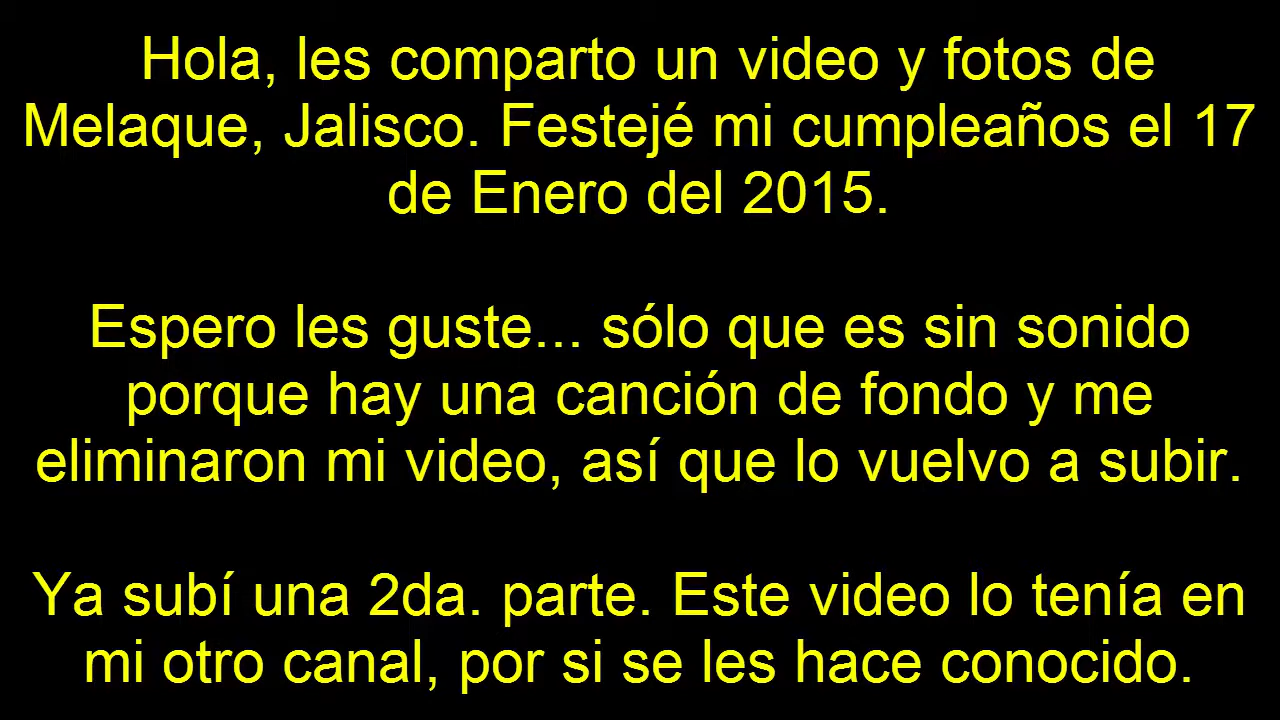 Hola, les comparto un video y fotos de
Melaque, Jalisco. Festejé mi cumpleaños el 17
de Enero del 2015.
Espero les guste... sólo que es sin sonido
porque hay una canción de fondo y me
eliminaron mi video, así que lo vuelvo a subir.
Ya subí una 2da. parte. Este video lo tenía en
mi otro canal, por si se les hace conocido.